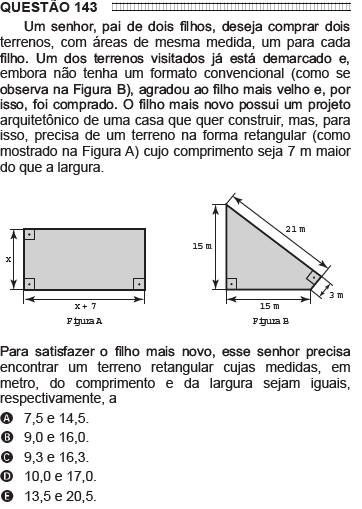 QUESTÃO 143
Um senhor, pai de dois filhos, deseja comprar dois
terrenos, com áreas de mesma medida, um para cada
filho. Um dos terrenos visitados já está demarcado e,
embora não tenha um formato convencional (como se
observa na Figura B), agradou ao filho mais velho e, por
isso, foi comprado. O filho mais novo possui um projeto
arquitetônico de uma casa que quer construir, mas, para
isso, precisa de um terreno na forma retangular (como
mostrado na Figura A) cujo comprimento seja 7 m maior
do que a largura.
x
x + 7
Figura A
15 m
21 m
3 m
15 m
Figura B
Para satisfazer o filho mais novo, esse senhor precisa
encontrar um terreno retangular cujas medidas, em
metro, do comprimento e da largura sejam iguais,
respectivamente, a
A 7,5 e 14,5.
B 9,0 e 16,0.
C 9,3 e 16,3.
D 10,0 e 17,0.
E 13,5 e 20,5.